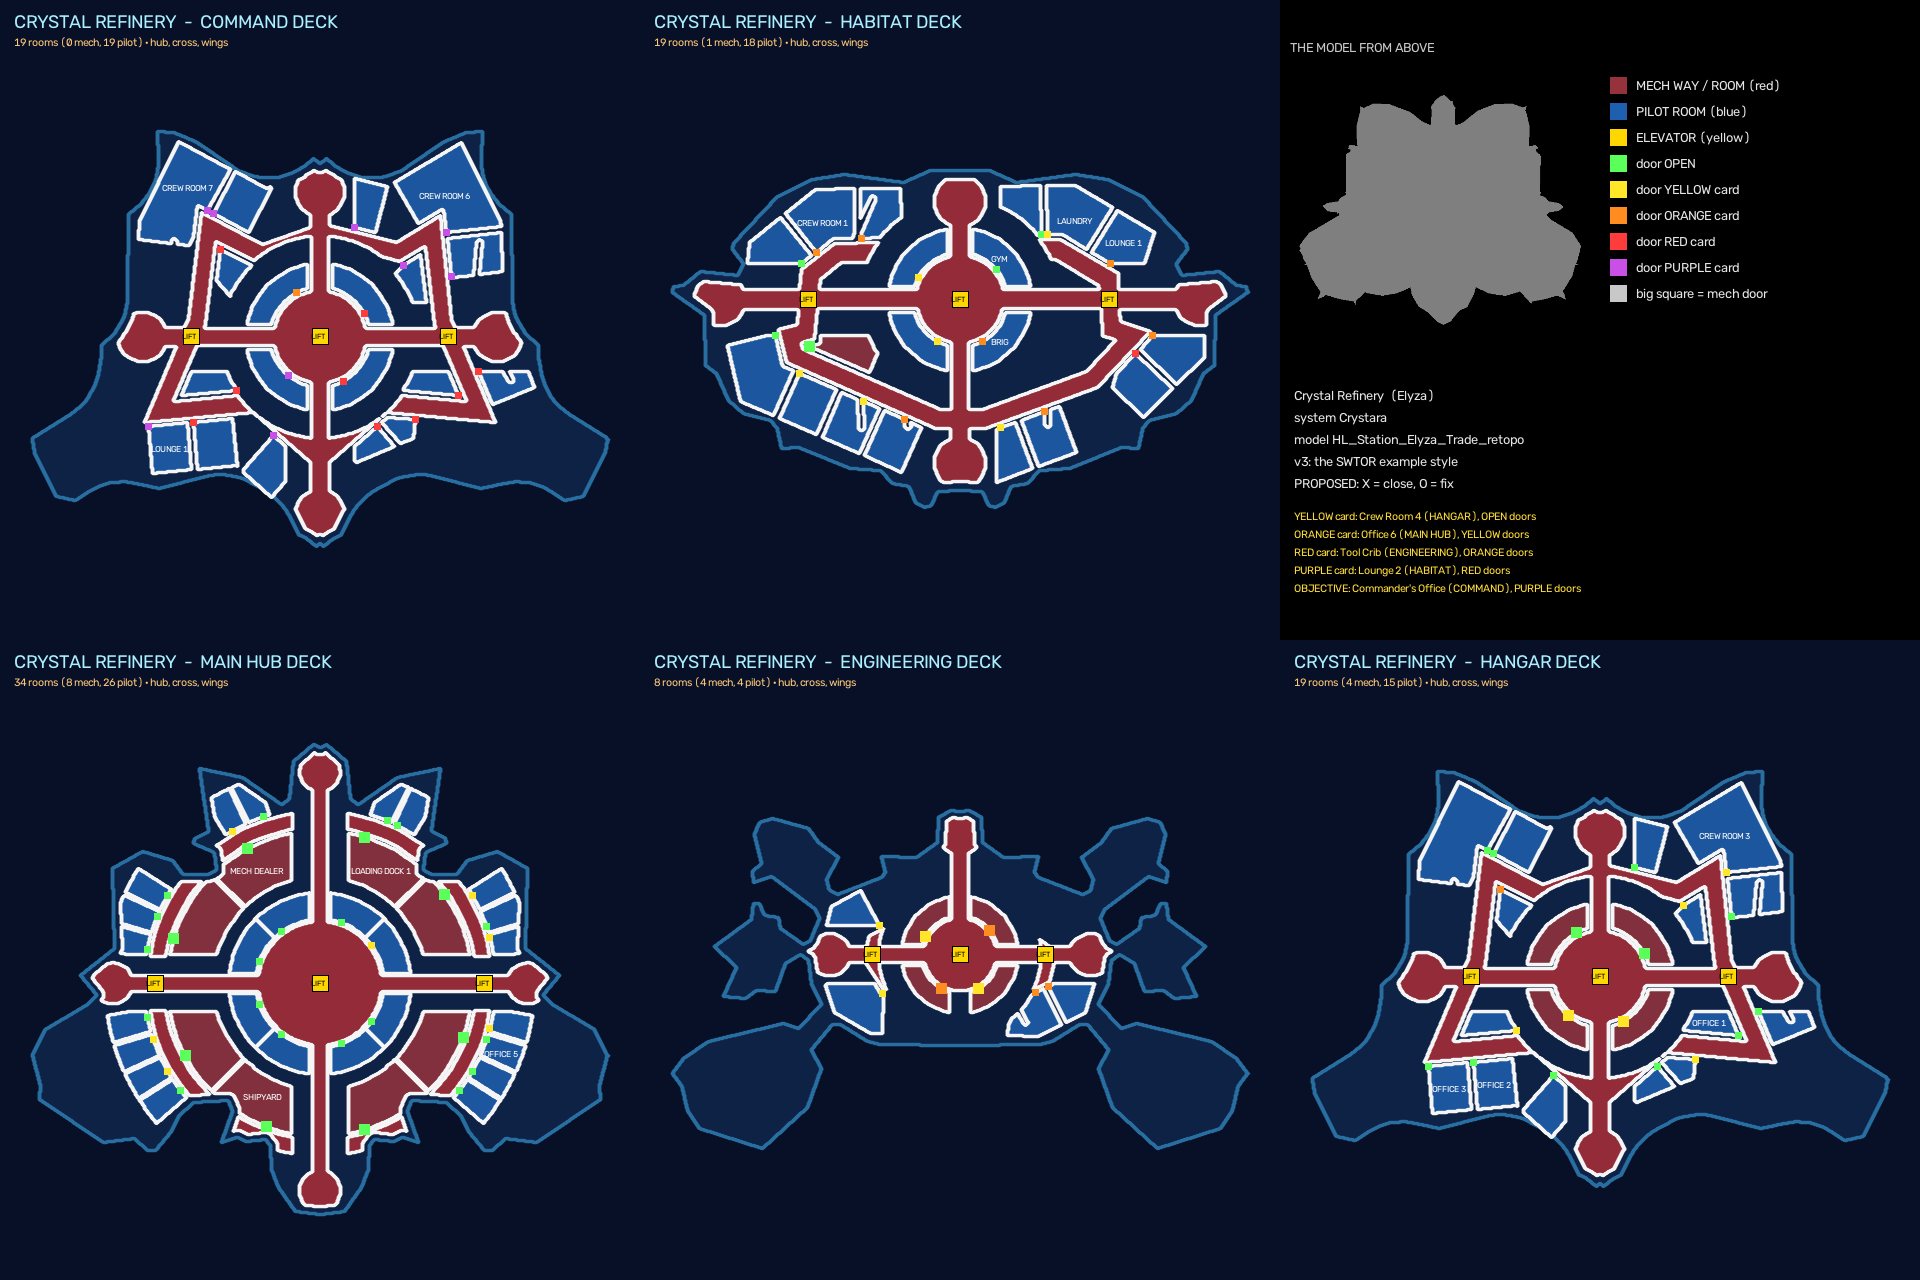 CRYSTAL REFINERY - COMMAND DECK
19 rooms (0 mech, 19 pilot) • hub, cross, wings
CREW ROOM 7
CREW ROOM 6
LIFT
LIFT
LIFT
LOUNGE 1
CRYSTAL REFINERY - HABITAT DECK
19 rooms (1 mech, 18 pilot) • hub, cross, wings
CREW ROOM 1
LAUNDRY
LOUNGE 1
GYM
LIFT
LIFT
LIFT
BRIG
THE MODEL FROM ABOVE
MECH WAY / ROOM (red)
PILOT ROOM (blue)
ELEVATOR (yellow)
door OPEN
door YELLOW card
door ORANGE card
door RED card
door PURPLE card
big square = mech door
Crystal Refinery (Elyza)
system Crystara
model HL_Station_Elyza_Trade_retopo
v3: the SWTOR example style
PROPOSED: X = close, O = fix
YELLOW card: Crew Room 4 (HANGAR), OPEN doors
ORANGE card: Office 6 (MAIN HUB), YELLOW doors
RED card: Tool Crib (ENGINEERING), ORANGE doors
PURPLE card: Lounge 2 (HABITAT), RED doors
OBJECTIVE: Commander's Office (COMMAND), PURPLE doors
CRYSTAL REFINERY - MAIN HUB DECK
34 rooms (8 mech, 26 pilot) • hub, cross, wings
MECH DEALER
LOADING DOCK 1
LIFT
LIFT
LIFT
OFFICE 5
SHIPYARD
CRYSTAL REFINERY - ENGINEERING DECK
8 rooms (4 mech, 4 pilot) • hub, cross, wings
LIFT
LIFT
LIFT
CRYSTAL REFINERY - HANGAR DECK
19 rooms (4 mech, 15 pilot) • hub, cross, wings
CREW ROOM 3
LIFT
LIFT
LIFT
OFFICE 1
OFFICE 3
OFFICE 2